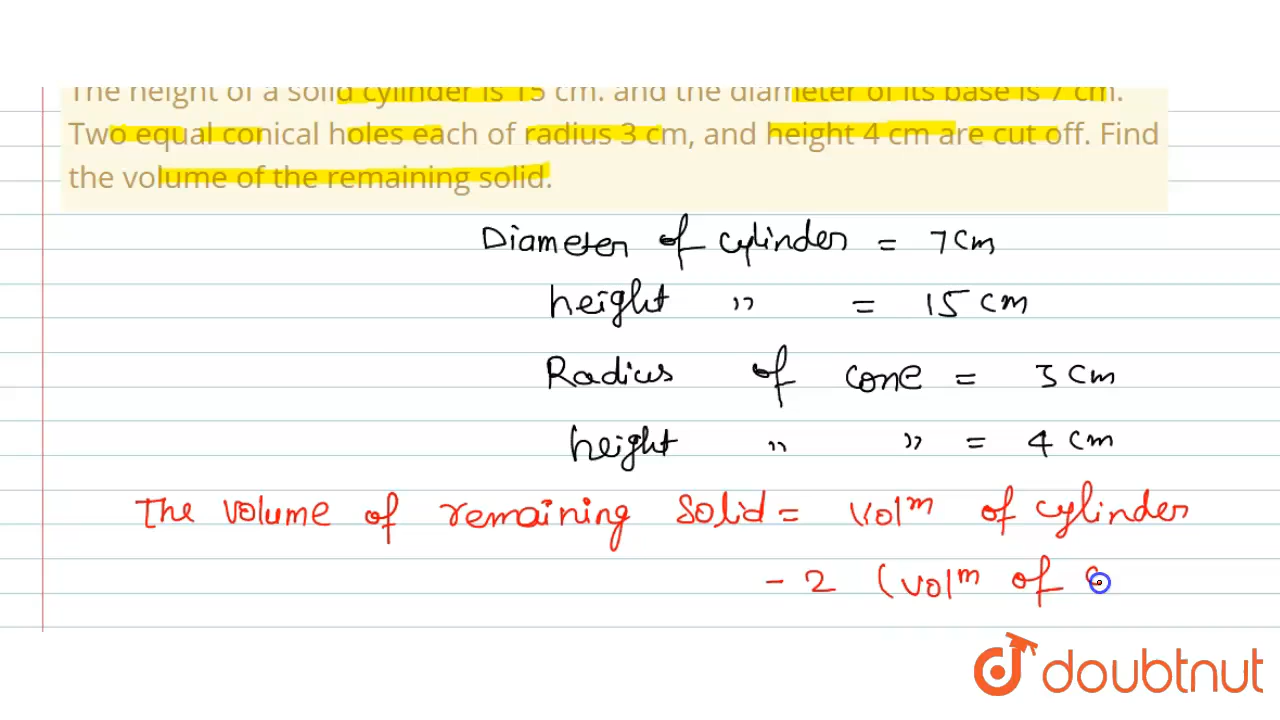 The height of a solid cylinder is 15 cm. and the diameter of its base is 7 cm.
Two equal conical holes each of radius 3 cm, and height 4 cm are cut off. Find
the volume of the remaining solid.
Diameter of cylinder = 7 cm
height " = 15 cm
Radius of cone = 3 cm
height " " = 4 cm
The volume of remaining solid = volᵐ of cylinder
- 2 (volᵐ of
doubtnut